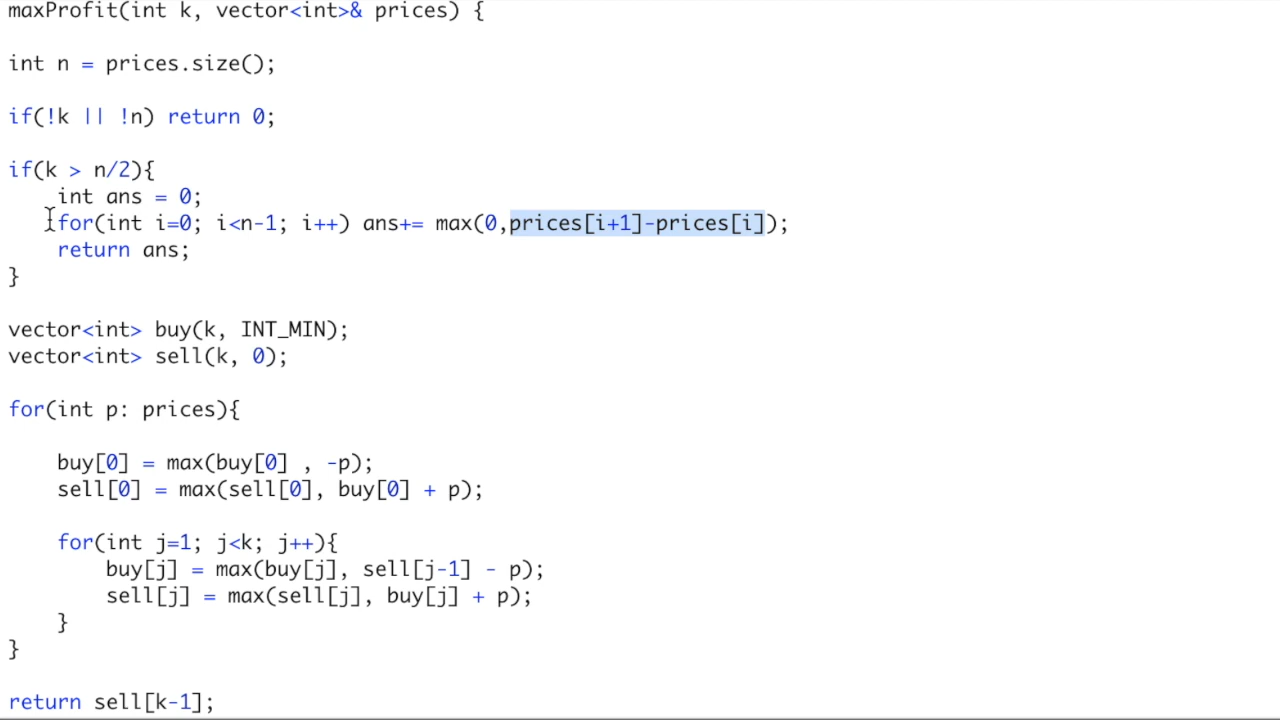 maxProfit(int k, vector<int>& prices) {
int n = prices.size();
if(!k || !n) return 0;
if(k > n/2){
int ans = 0;
for(int i=0; i<n-1; i++) ans+= max(0,prices[i+1]-prices[i]);
return ans;
}
vector<int> buy(k, INT_MIN);
vector<int> sell(k, 0);
for(int p: prices){
buy[0] = max(buy[0] , -p);
sell[0] = max(sell[0], buy[0] + p);
for(int j=1; j<k; j++){
buy[j] = max(buy[j], sell[j-1] - p);
sell[j] = max(sell[j], buy[j] + p);
}
}
return sell[k-1];